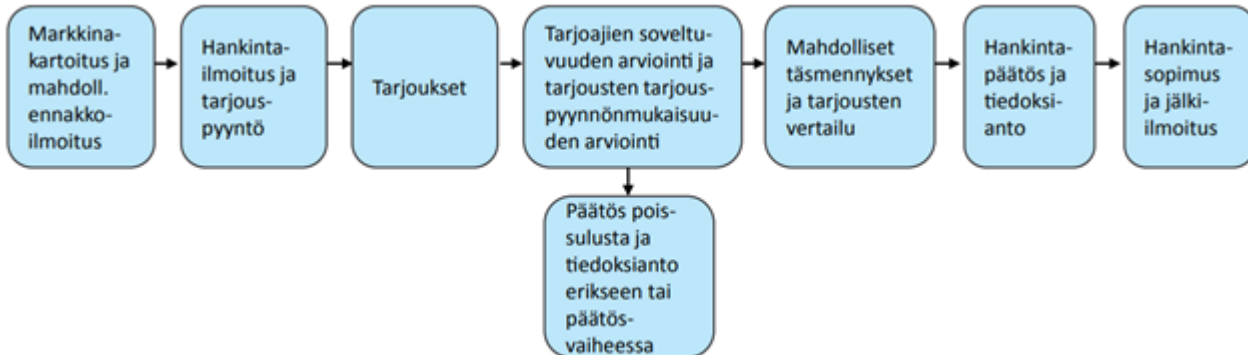 Markkina-
kartoitus ja
mahdoll.
ennakko-
ilmoitus
Hankinta-
ilmoitus ja
tarjous-
pyyntö
Tarjoukset
Tarjoajien soveltu-
vuuden arviointi ja
tarjousten tarjous-
pyynnönmukaisuu-
den arviointi
Mahdolliset
täsmennykset
ja tarjousten
vertailu
Hankinta-
päätös ja
tiedoksi-
anto
Hankinta-
sopimus
ja jälki-
ilmoitus
Päätös pois-
sulusta ja
tiedoksianto
erikseen tai
päätös-
vaiheessa